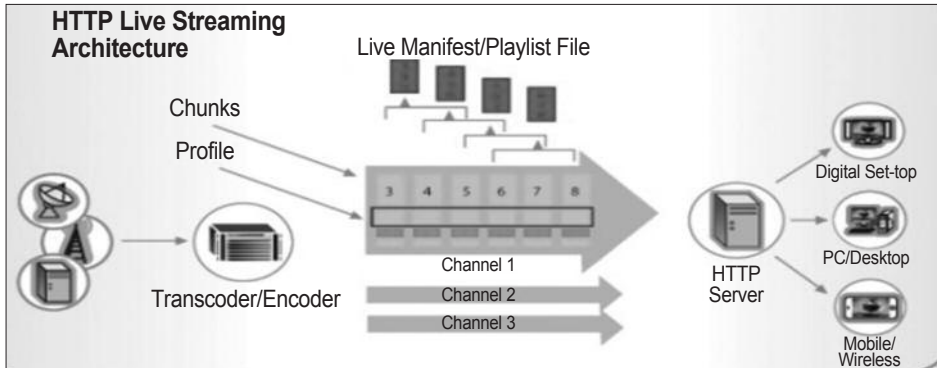 HTTP Live Streaming
Architecture
Live Manifest/Playlist File
Chunks
Profile
3 4 5 6 7 8
Transcoder/Encoder
Channel 1
Channel 2
Channel 3
HTTP
Server
Digital Set-top
PC/Desktop
Mobile/
Wireless